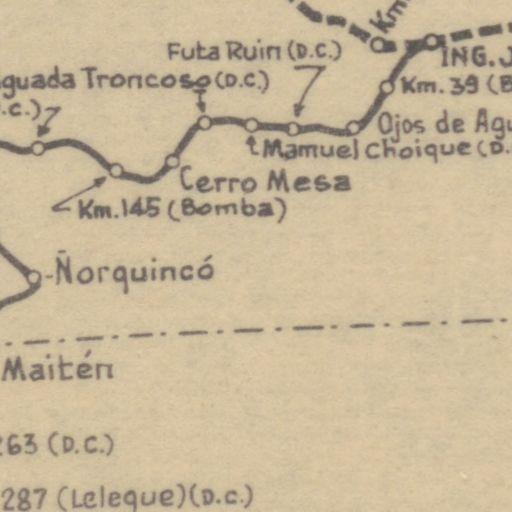 Km
Futa Ruin (D.C.)
ING. J
guada Troncoso (D.C.)
Km. 39 (B
.C.)
Ojos de Agu
Mamuel Choique (D.
Cerro Mesa
Km. 145 (Bomba)
Ñorquincó
Maitén
263 (D.C.)
287 (Leleque) (D.C.)